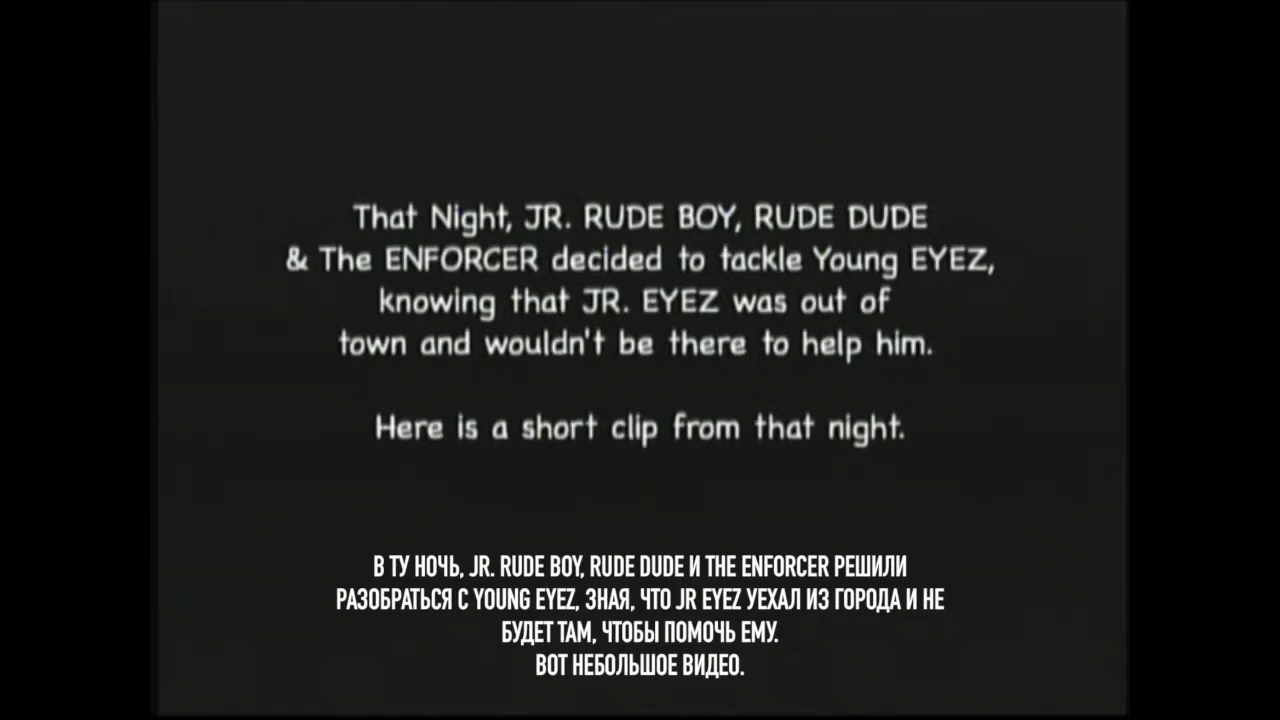 That Night, JR. RUDE BOY, RUDE DUDE
& The ENFORCER decided to tackle Young EYEZ,
knowing that JR. EYEZ was out of
town and wouldn't be there to help him.
Here is a short clip from that night.
В ТУ НОЧЬ, JR. RUDE BOY, RUDE DUDE И THE ENFORCER РЕШИЛИ
РАЗОБРАТЬСЯ С YOUNG EYEZ, ЗНАЯ, ЧТО JR EYEZ УЕХАЛ ИЗ ГОРОДА И НЕ
БУДЕТ ТАМ, ЧТОБЫ ПОМОЧЬ ЕМУ.
ВОТ НЕБОЛЬШОЕ ВИДЕО.